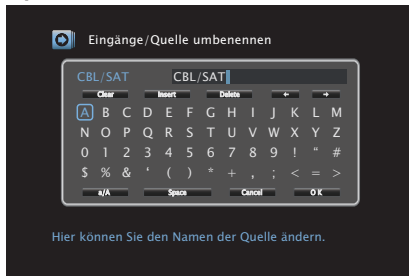 Eingänge/Quelle umbenennen
CBL/SAT CBL/SAT
Clear Insert Delete ← →
A B C D E F G H I J K L M
N O P Q R S T U V W X Y Z
0 1 2 3 4 5 6 7 8 9 ! “ #
$ % & ‘ ( ) * + , ; < = >
a/A Space Cancel O K
Hier können Sie den Namen der Quelle ändern.